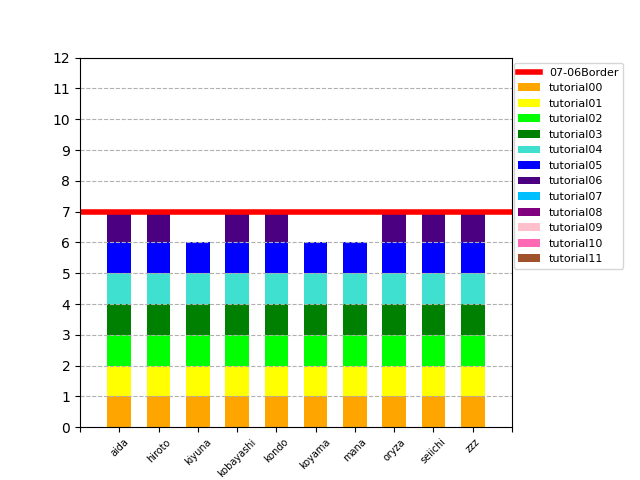 12
11
10
9
8
7
6
5
4
3
2
1
0
aida
hiroto
kiyuna
kobayashi
kondo
koyama
mana
oryza
seiichi
zzz
07-06Border
tutorial00
tutorial01
tutorial02
tutorial03
tutorial04
tutorial05
tutorial06
tutorial07
tutorial08
tutorial09
tutorial10
tutorial11